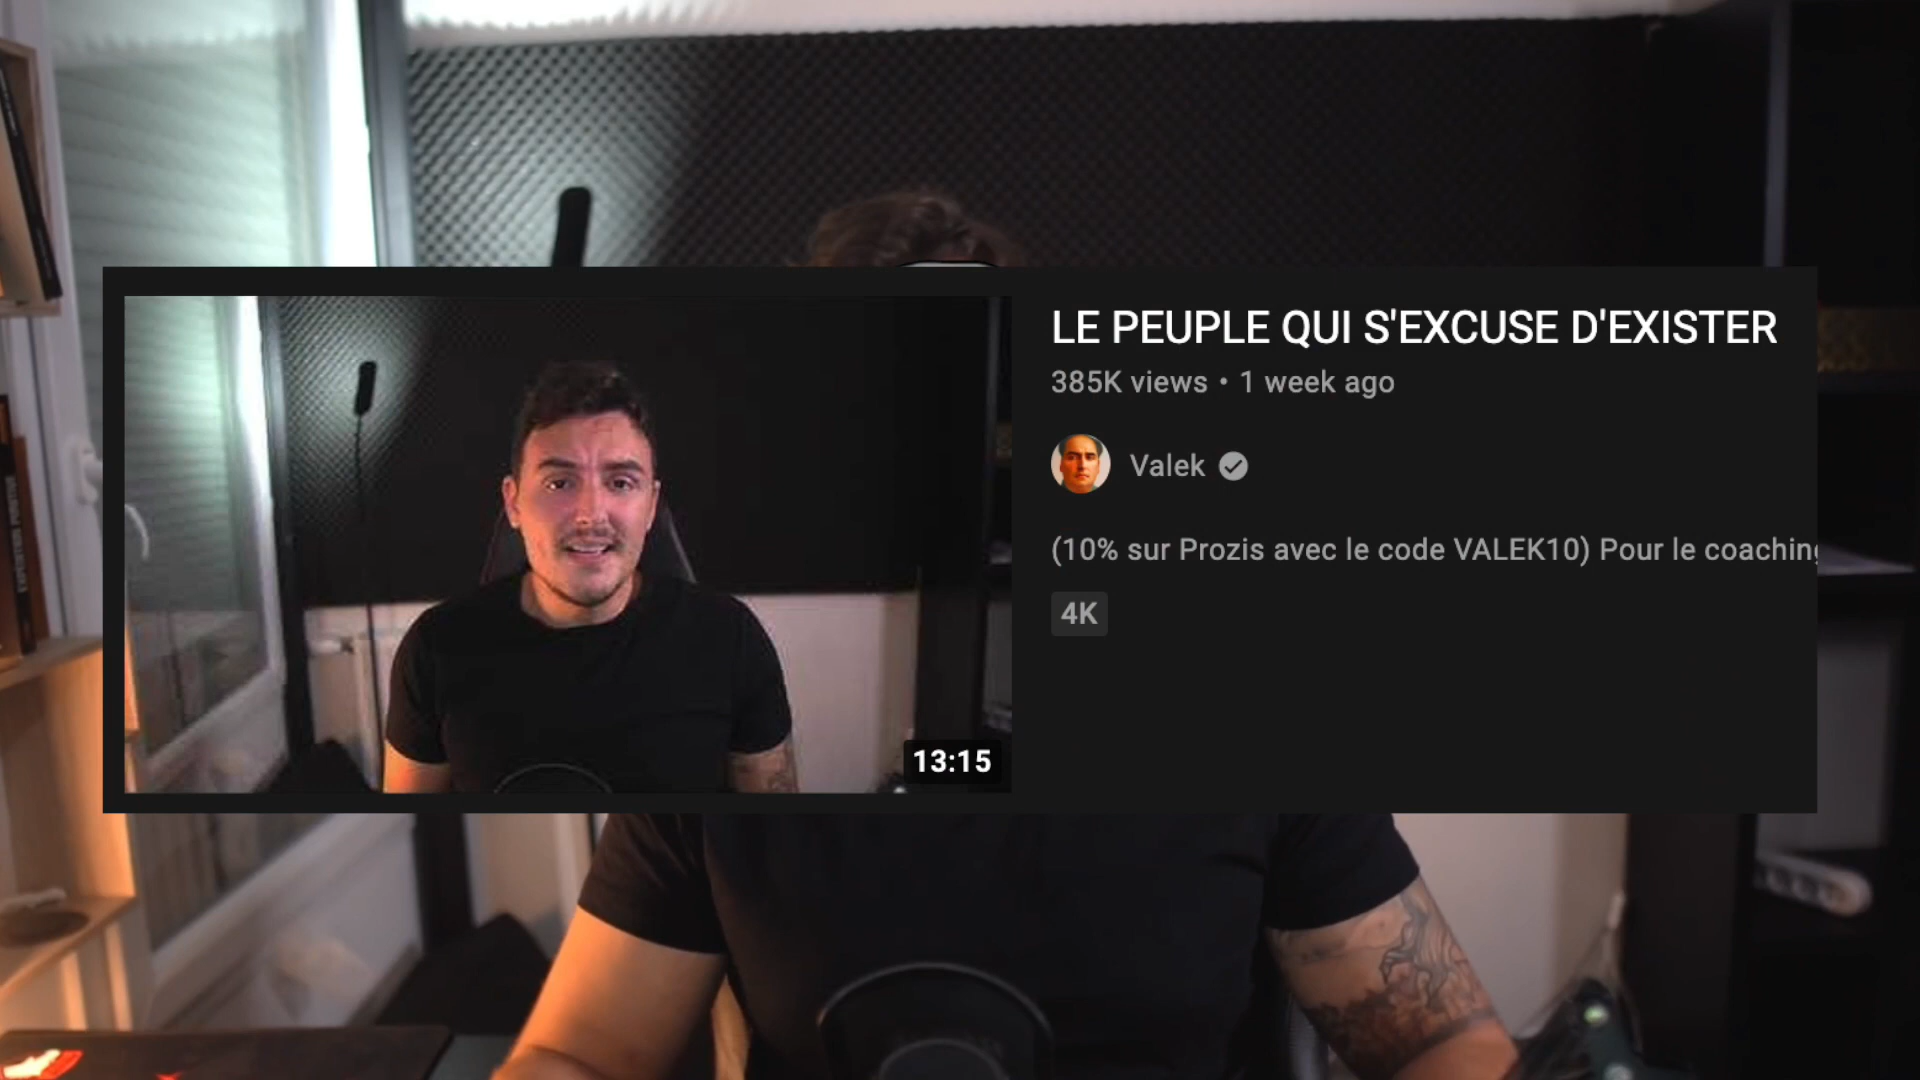 LE PEUPLE QUI S'EXCUSE D'EXISTER
385K views • 1 week ago
Valek
(10% sur Prozis avec le code VALEK10) Pour le coaching
4K
13:15